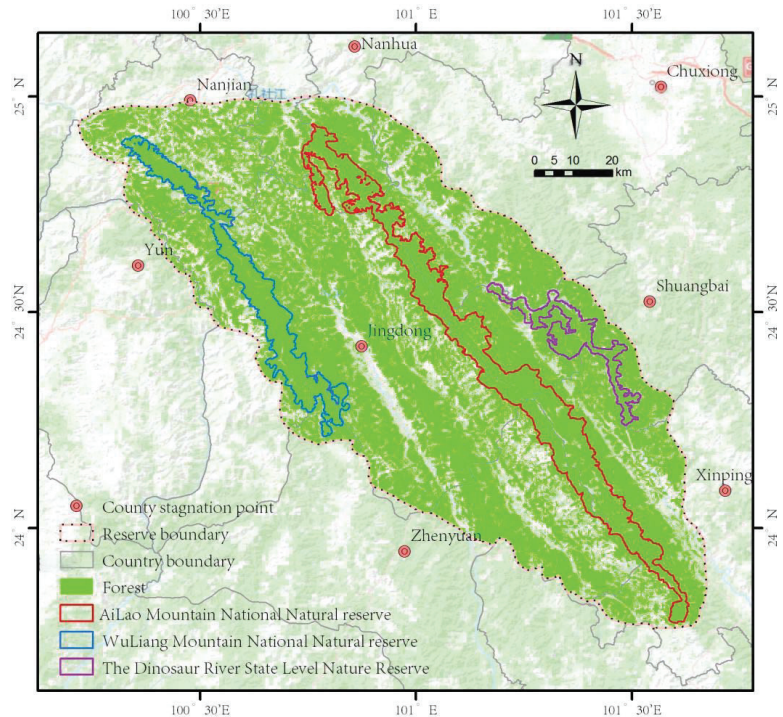 100° 30'E 101° E 101° 30'E
Nanhua
N
Chuxiong
Nanjian
25° N
25° N
0 5 10 20
km
Yun
Shuangbai
24° 30'N
24° 30'N
Jingdong
Xinping
County stagnation point
24° N
24° N
Reserve boundary
Zhenyuan
Country boundary
Forest
AiLao Mountain National Natural reserve
WuLiang Mountain National Natural reserve
The Dinosaur River State Level Nature Reserve
100° 30'E 101° E 101° 30'E